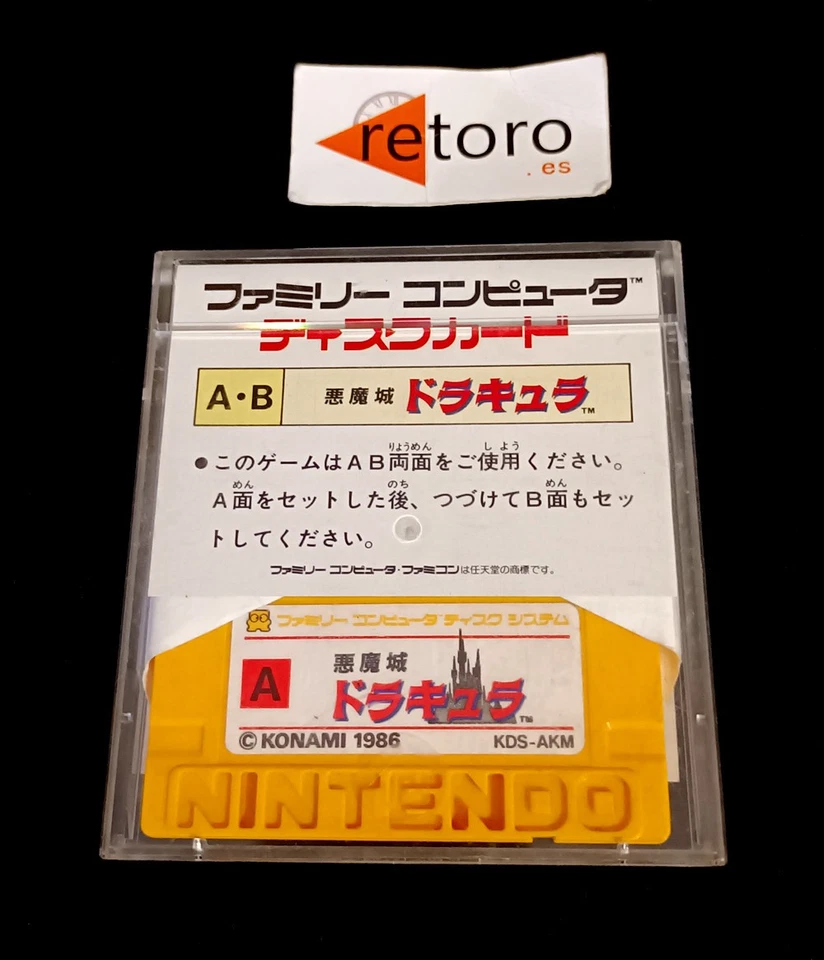 retoro
.es
ファミリー コンピュータ™
ディスクカード
A・B 悪魔城 ドラキュラ™
りょうめん しよう
●このゲームはAB両面をご使用ください。
めん のち めん
A面をセットした後、つづけてB面もセッ
トしてください。
ファミリー コンピュータ・ファミコンは任天堂の商標です。
ファミリー コンピュータ ディスク システム
A 悪魔城
ドラキュラ™
©KONAMI 1986 KDS-AKM
NINTENDO